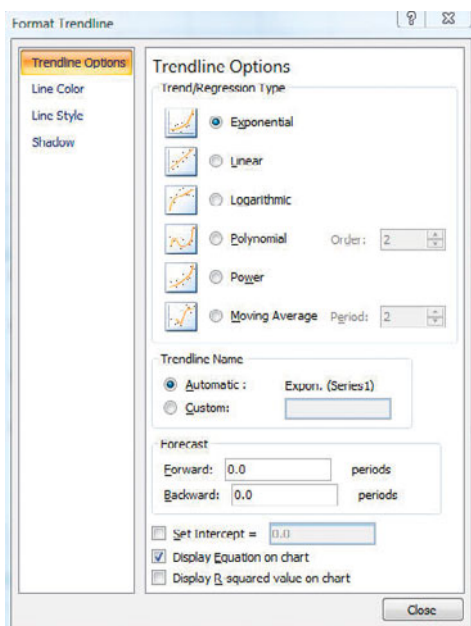 Format Trendline
Trendline Options
Line Color
Line Style
Shadow
Trendline Options
Trend/Regression Type
Exponential
Linear
Logarithmic
Polynomial Order: 2
Power
Moving Average Period: 2
Trendline Name
Automatic : Expon. (Series1)
Custom:
Forecast
Forward: 0.0 periods
Backward: 0.0 periods
Set Intercept = 0.0
Display Equation on chart
Display R-squared value on chart
Close